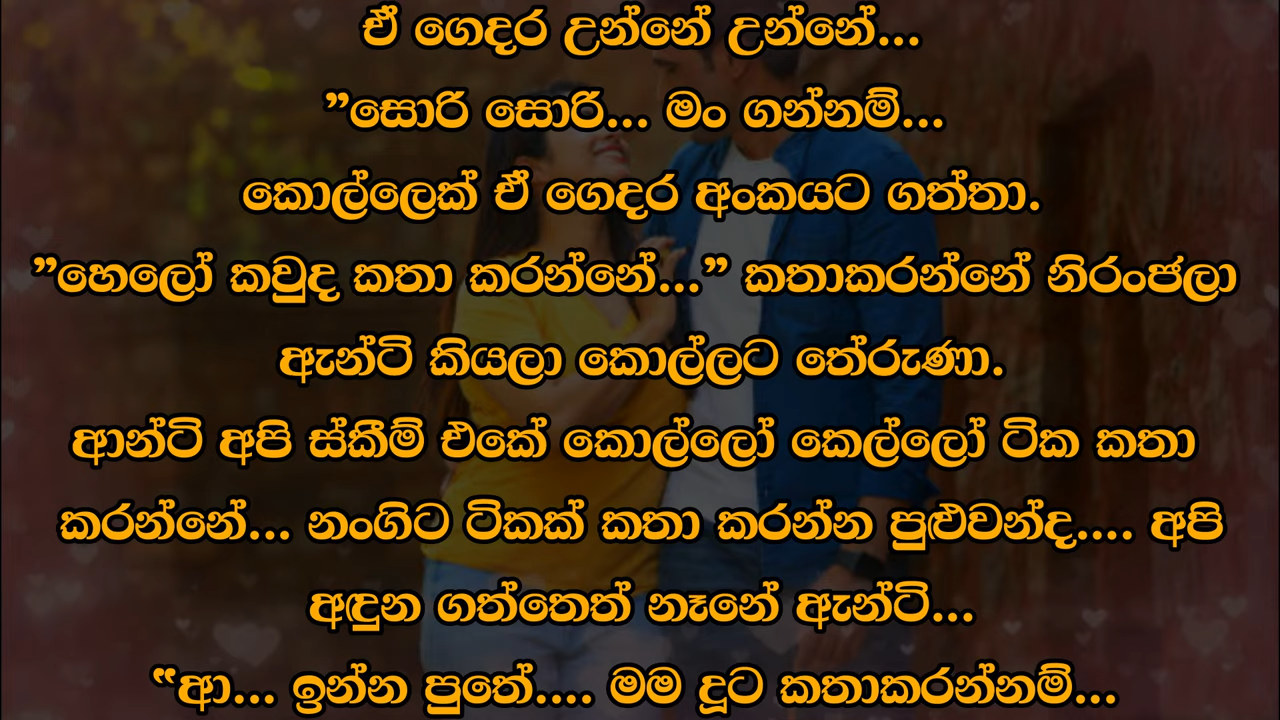 ඒ ගෙදර උන්නේ උන්නේ...
”සොරි සොරි... මං ගන්නම්...
කොල්ලෙක් ඒ ගෙදර අංකයට ගත්තා.
”හෙලෝ කවුද කතා කරන්නේ...” කතාකරන්නේ නිරංජලා
ඇන්ටි කියලා කොල්ලට තේරුණා.
ආන්ටි අපි ස්කීම් එකේ කොල්ලෝ කෙල්ලෝ ටික කතා
කරන්නේ... නංගිට ටිකක් කතා කරන්න පුළුවන්ද.... අපි
අඳුන ගත්තෙත් නෑනේ ඇන්ටි...
“ආ... ඉන්න පුතේ.... මම දූට කතාකරන්නම්...